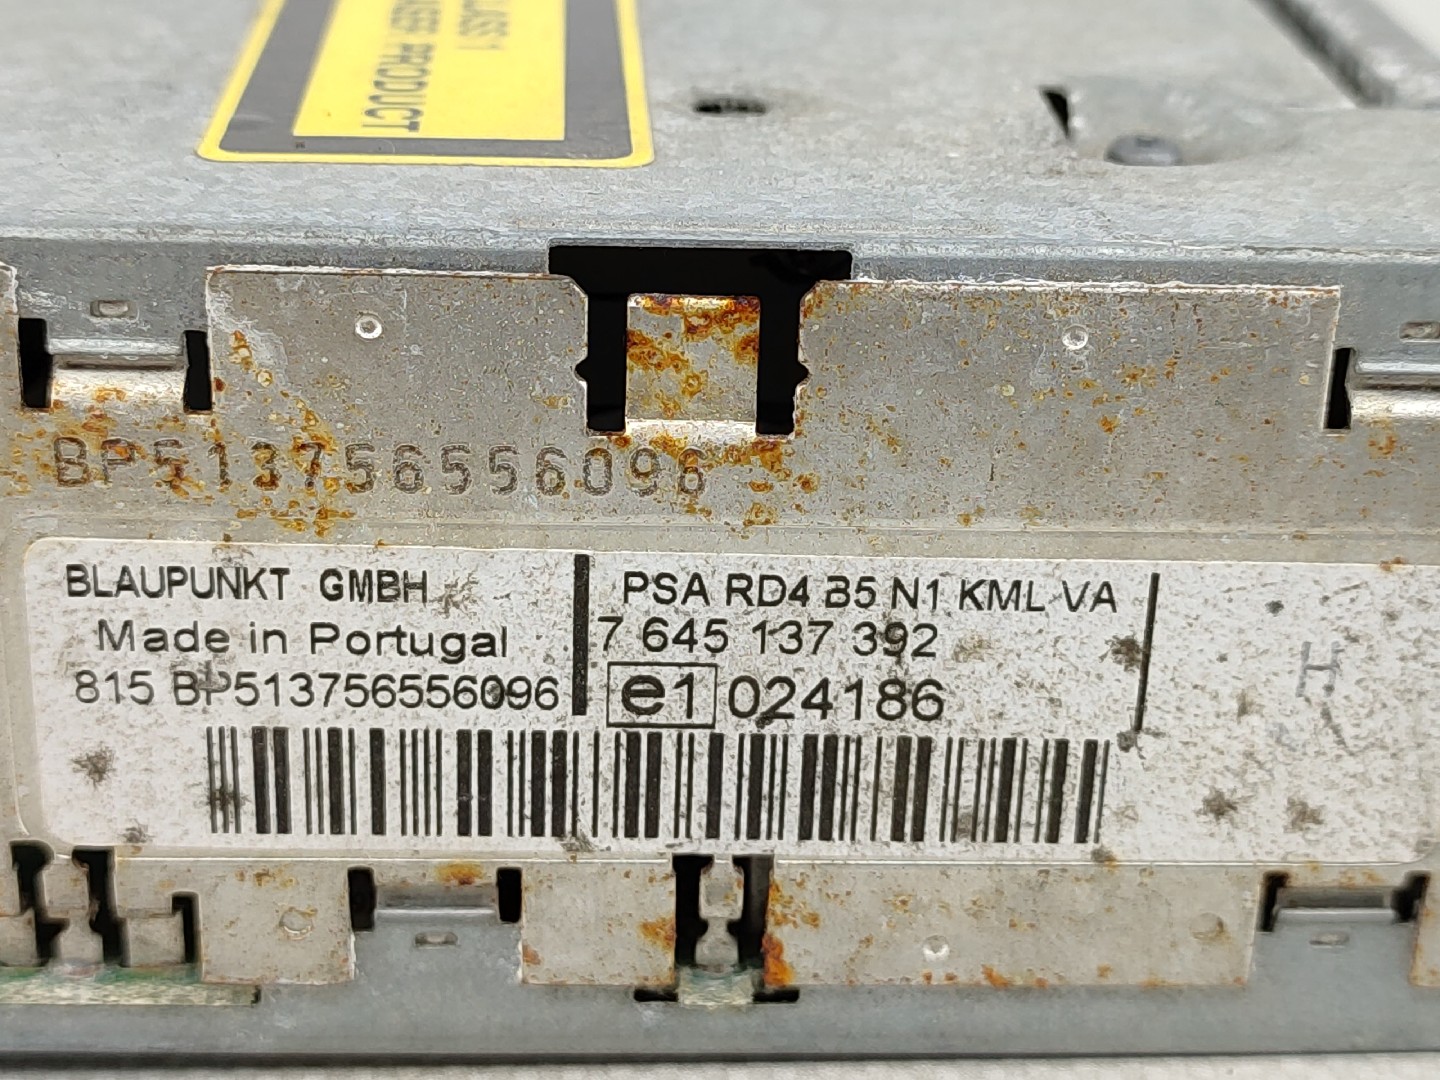 PRODUCT
BP513756556096
BLAUPUNKT GMBH
Made in Portugal
815 BP513756556096
PSA RD4 B5 N1 KML VA
7 645 137 392
e1 024186
H